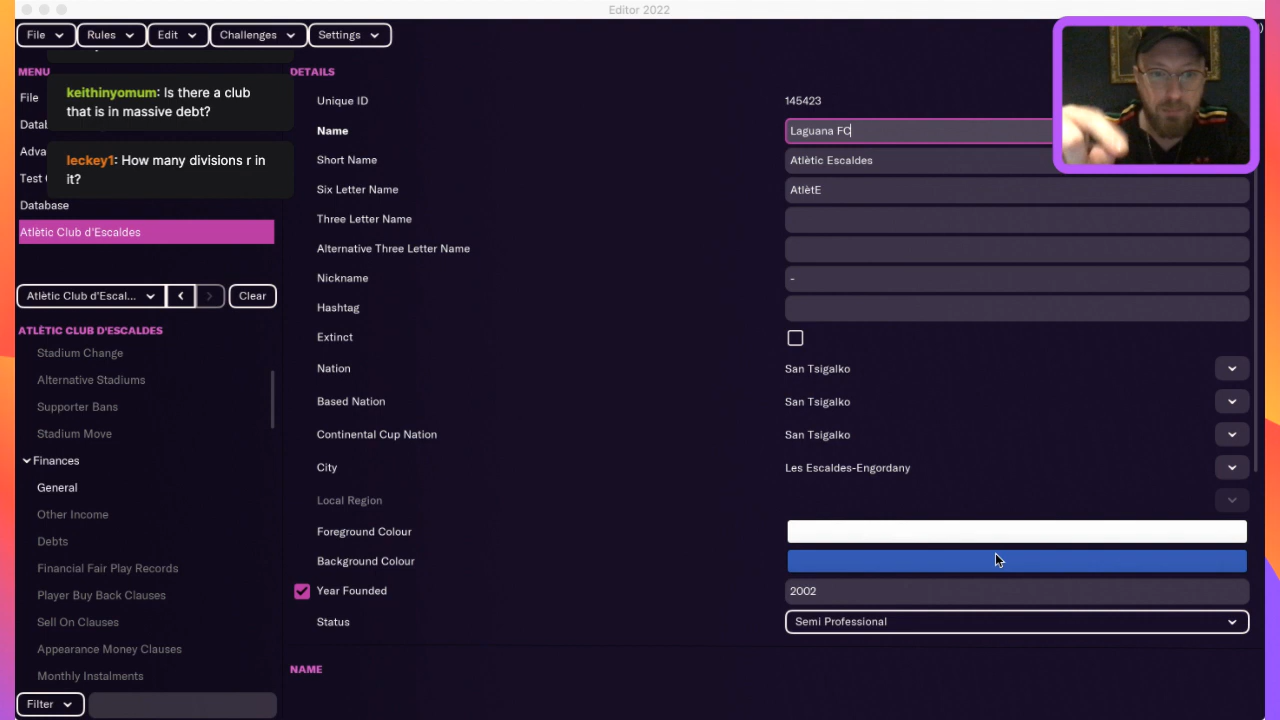 Editor 2022
File
Rules
Edit
Challenges
Settings
MENU
File
keithinyomum: Is there a club
that is in massive debt?
leckey1: How many divisions r in
it?
Database
Atlètic Club d'Escaldes
Atlètic Club d'Escal...
Clear
ATLÈTIC CLUB D'ESCALDES
Stadium Change
Alternative Stadiums
Supporter Bans
Stadium Move
Finances
General
Other Income
Debts
Financial Fair Play Records
Player Buy Back Clauses
Sell On Clauses
Appearance Money Clauses
Monthly Instalments
Filter
DETAILS
Unique ID
145423
Name
Laguana FC
Short Name
Atlètic Escaldes
Six Letter Name
AtlètE
Three Letter Name
Alternative Three Letter Name
Nickname
-
Hashtag
Extinct
Nation
San Tsigalko
Based Nation
San Tsigalko
Continental Cup Nation
San Tsigalko
City
Les Escaldes-Engordany
Local Region
Foreground Colour
Background Colour
Year Founded
2002
Status
Semi Professional
NAME